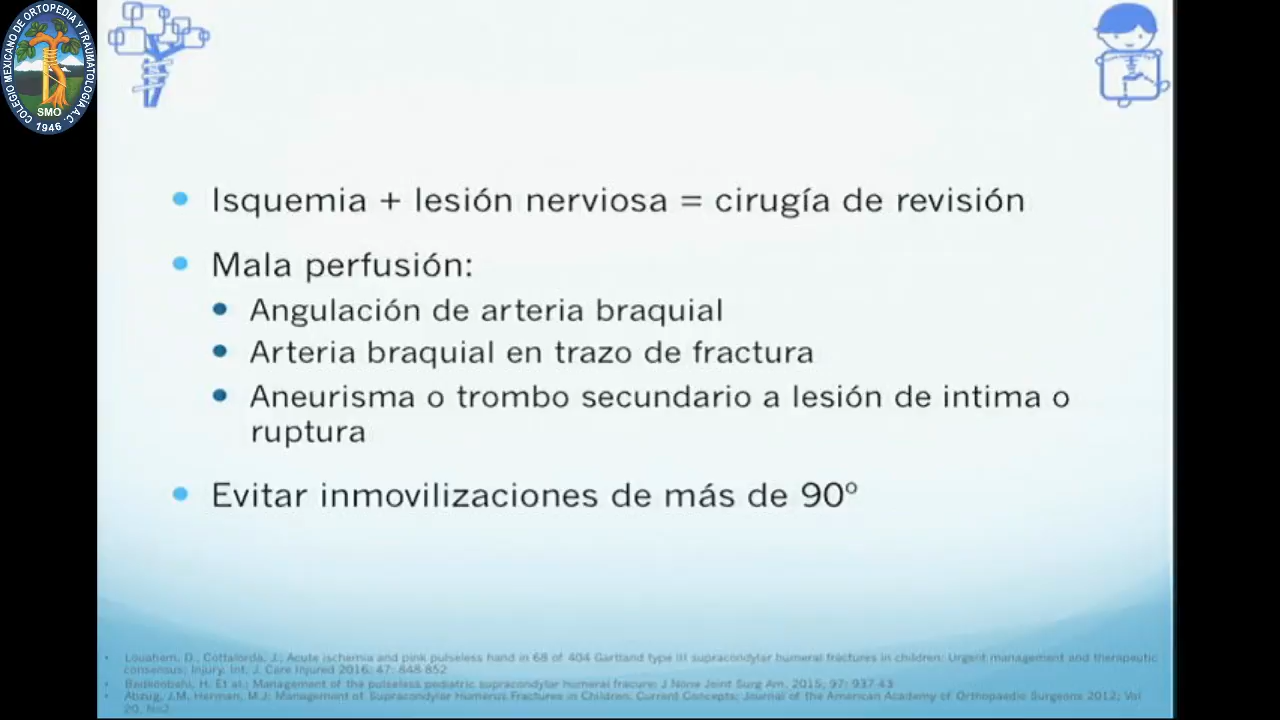 COLEGIO MEXICANO DE ORTOPEDIA Y TRAUMATOLOGÍA A.C.
SMO
1946
• Isquemia + lesión nerviosa = cirugía de revisión
• Mala perfusión:
• Angulación de arteria braquial
• Arteria braquial en trazo de fractura
• Aneurisma o trombo secundario a lesión de intima o
ruptura
• Evitar inmovilizaciones de más de 90º
• Louahem, D., Cottalorda, J.; Acute ischemia and pink pulseless hand in 68 of 404 Gartland type III supracondylar humeral fractures in children: Urgent management and therapeutic
consensus; Injury, Int. J. Care Injured 2016; 47: 848-852
• H. Et al.; Management of the pulseless pediatric supracondylar humeral fracure; J Bone Joint Surg Am. 2015; 97: 937-43
• Abzug, J.M, Herman, M.J; Management of Supracondylar Humerus Fractures in Children: Current Concepts; Journal of the American Academy of Orthopaedic Surgeons 2012; Vol
20, No2